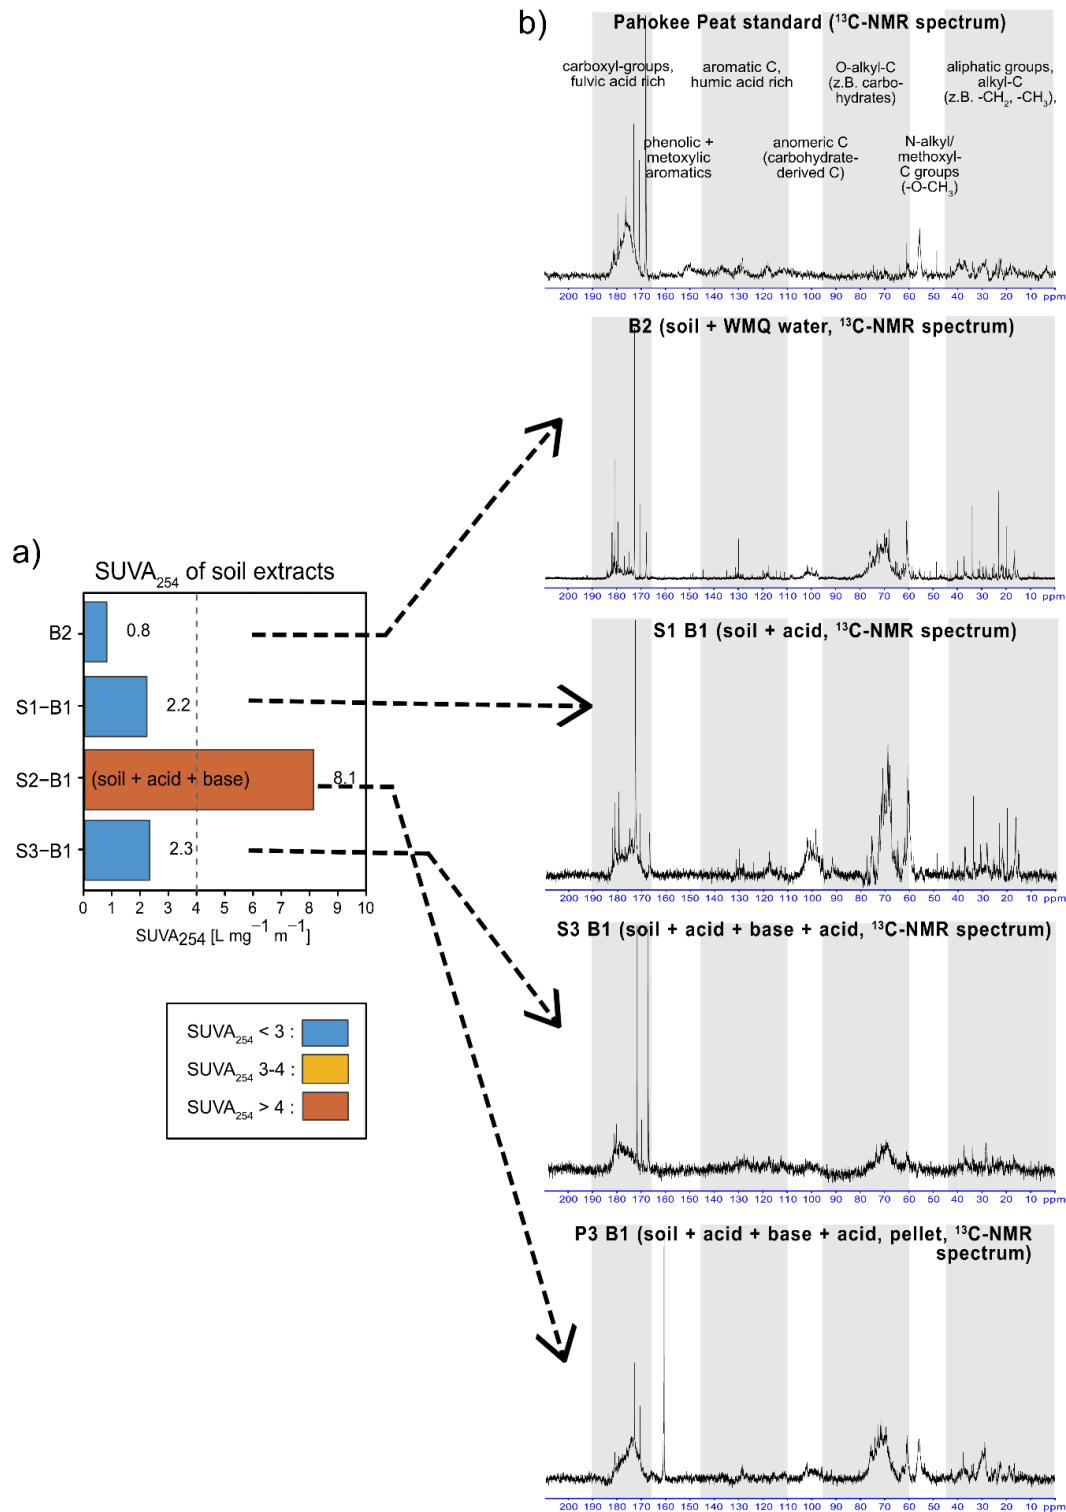 b)
Pahokee Peat standard (¹³C-NMR spectrum)
carboxyl-groups,
fulvic acid rich
aromatic C,
humic acid rich
O-alkyl-C
(z.B. carbo-
hydrates)
aliphatic groups,
alkyl-C
(z.B. -CH₂, -CH₃),
phenolic +
metoxylic
aromatics
anomeric C
(carbohydrate-
derived C)
N-alkyl/
methoxyl-
C groups
(-O-CH₃)
200 190 180 170 160 150 140 130 120 110 100 90 80 70 60 50 40 30 20 10 ppm
B2 (soil + WMQ water, ¹³C-NMR spectrum)
200 190 180 170 160 150 140 130 120 110 100 90 80 70 60 50 40 30 20 10 ppm
S1 B1 (soil + acid, ¹³C-NMR spectrum)
200 190 180 170 160 150 140 130 120 110 100 90 80 70 60 50 40 30 20 10 ppm
S3 B1 (soil + acid + base + acid, ¹³C-NMR spectrum)
200 190 180 170 160 150 140 130 120 110 100 90 80 70 60 50 40 30 20 10 ppm
P3 B1 (soil + acid + base + acid, pellet, ¹³C-NMR
spectrum)
200 190 180 170 160 150 140 130 120 110 100 90 80 70 60 50 40 30 20 10 ppm
a)
SUVA₂₅₄ of soil extracts
B2 0.8
S1−B1 2.2
S2−B1 (soil + acid + base) 8.1
S3−B1 2.3
0 1 2 3 4 5 6 7 8 9 10
SUVA254 [L mg⁻¹ m⁻¹]
SUVA₂₅₄ < 3 :
SUVA₂₅₄ 3-4 :
SUVA₂₅₄ > 4 :